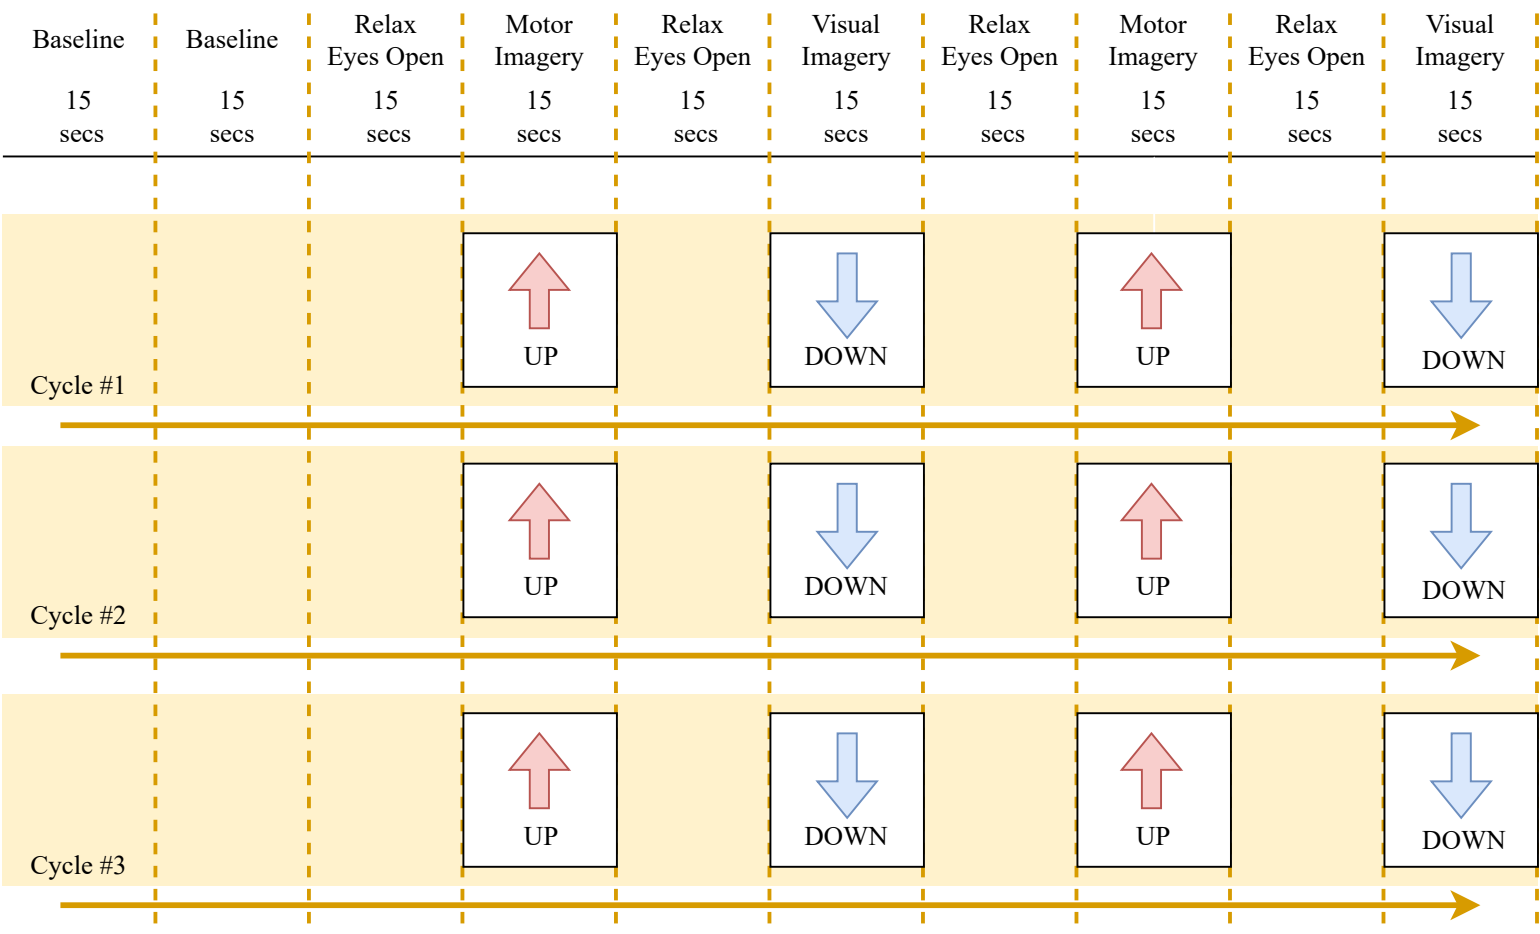 Baseline
15
secs
Baseline
15
secs
Relax
Eyes Open
15
secs
Motor
Imagery
15
secs
Relax
Eyes Open
15
secs
Visual
Imagery
15
secs
Relax
Eyes Open
15
secs
Motor
Imagery
15
secs
Relax
Eyes Open
15
secs
Visual
Imagery
15
secs
Cycle #1
UP
DOWN
UP
DOWN
Cycle #2
UP
DOWN
UP
DOWN
Cycle #3
UP
DOWN
UP
DOWN